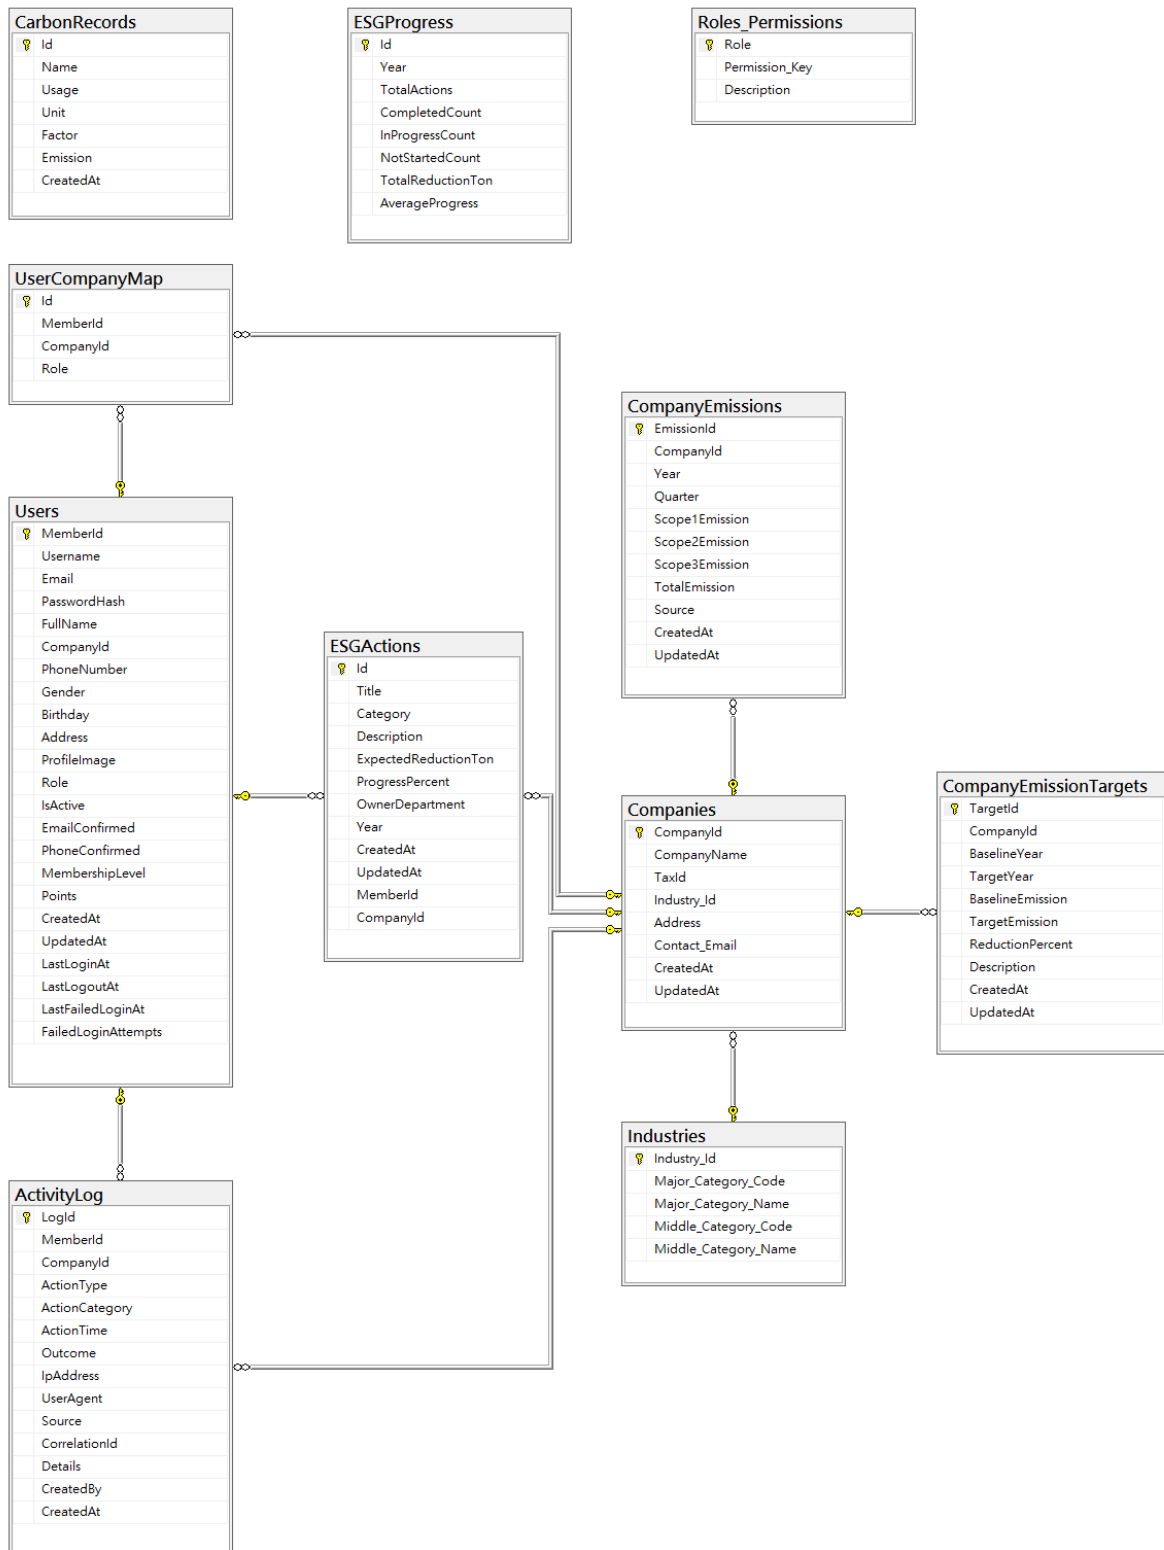 CarbonRecords
Id
Name
Usage
Unit
Factor
Emission
CreatedAt
ESGProgress
Id
Year
TotalActions
CompletedCount
InProgressCount
NotStartedCount
TotalReductionTon
AverageProgress
Roles_Permissions
Role
Permission_Key
Description
UserCompanyMap
Id
MemberId
CompanyId
Role
Users
MemberId
Username
Email
PasswordHash
FullName
CompanyId
PhoneNumber
Gender
Birthday
Address
ProfileImage
Role
IsActive
EmailConfirmed
PhoneConfirmed
MembershipLevel
Points
CreatedAt
UpdatedAt
LastLoginAt
LastLogoutAt
LastFailedLoginAt
FailedLoginAttempts
ESGActions
Id
Title
Category
Description
ExpectedReductionTon
ProgressPercent
OwnerDepartment
Year
CreatedAt
UpdatedAt
MemberId
CompanyId
CompanyEmissions
EmissionId
CompanyId
Year
Quarter
Scope1Emission
Scope2Emission
Scope3Emission
TotalEmission
Source
CreatedAt
UpdatedAt
Companies
CompanyId
CompanyName
TaxId
Industry_Id
Address
Contact_Email
CreatedAt
UpdatedAt
CompanyEmissionTargets
TargetId
CompanyId
BaselineYear
TargetYear
BaselineEmission
TargetEmission
ReductionPercent
Description
CreatedAt
UpdatedAt
Industries
Industry_Id
Major_Category_Code
Major_Category_Name
Middle_Category_Code
Middle_Category_Name
ActivityLog
LogId
MemberId
CompanyId
ActionType
ActionCategory
ActionTime
Outcome
IpAddress
UserAgent
Source
CorrelationId
Details
CreatedBy
CreatedAt